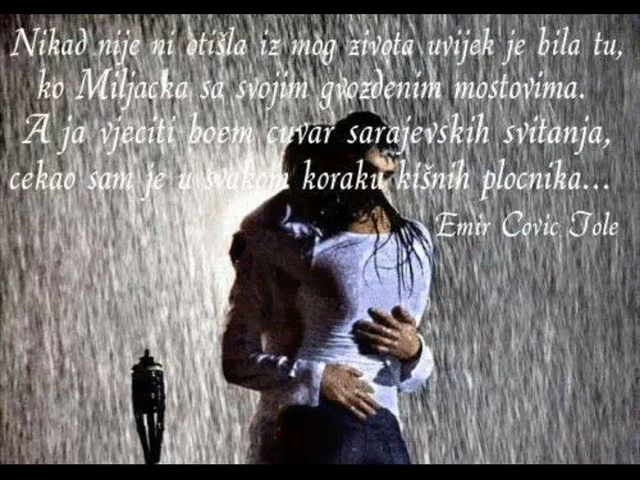 Nikad nije ni otišla iz mog zivota uvijek je bila tu,
ko Miljacka sa svojim gvozdenim mostovima.
A ja vjeciti boem cuvar sarajevskih svitanja,
cekao sam je u svakom koraku kišnih plocnika...
Emir Covic Tole